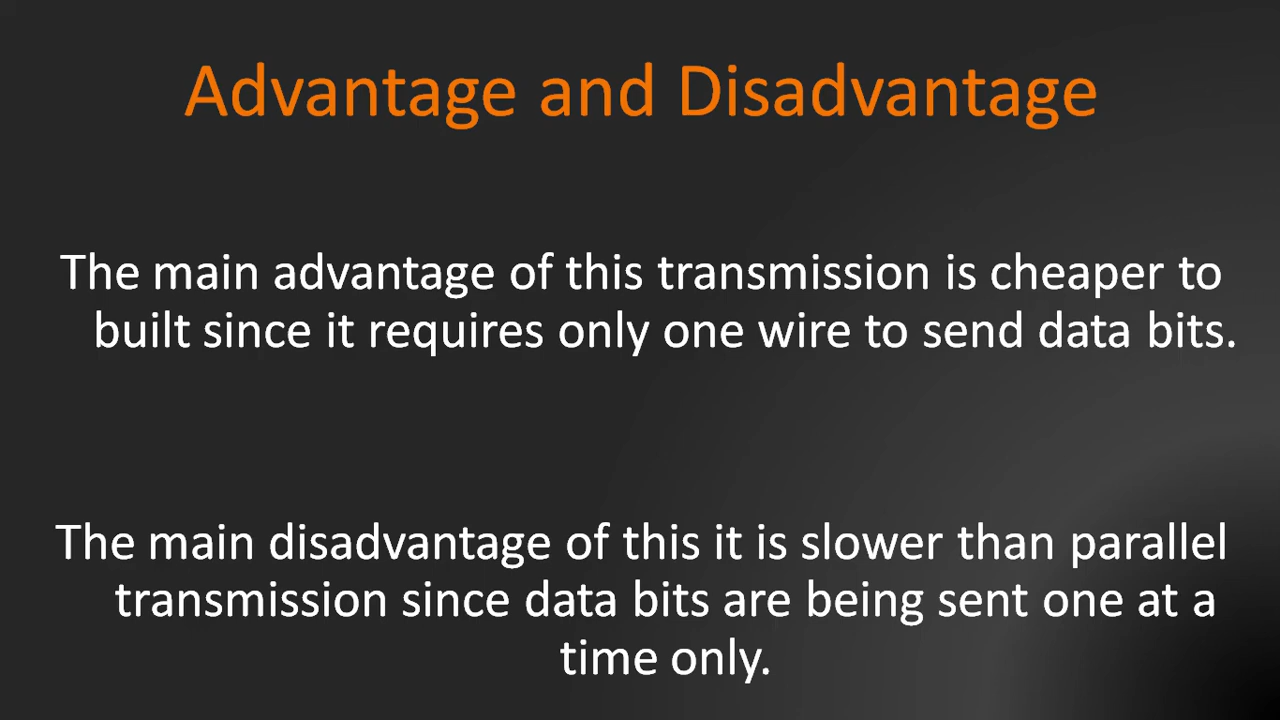 Advantage and Disadvantage
The main advantage of this transmission is cheaper to
built since it requires only one wire to send data bits.
The main disadvantage of this it is slower than parallel
transmission since data bits are being sent one at a
time only.